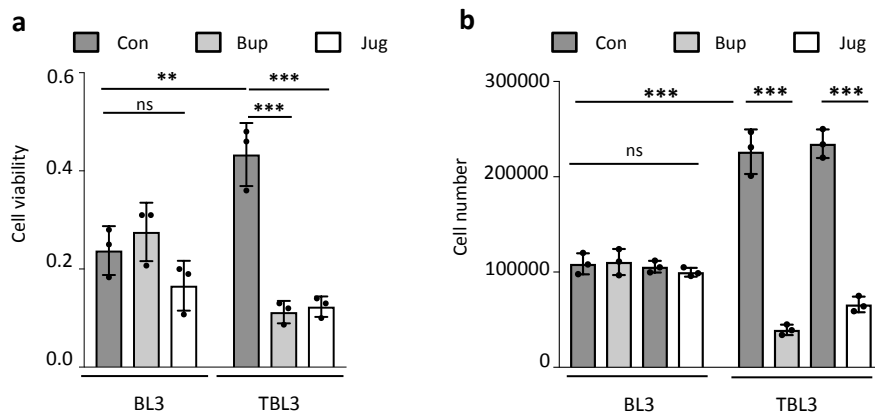 a
Con Bup Jug
Cell viability
0.6
0.4
0.2
0.0
**
***
ns
***
BL3 TBL3
b
Con Bup Jug
Cell number
300000
200000
100000
0
***
***
***
ns
BL3 TBL3